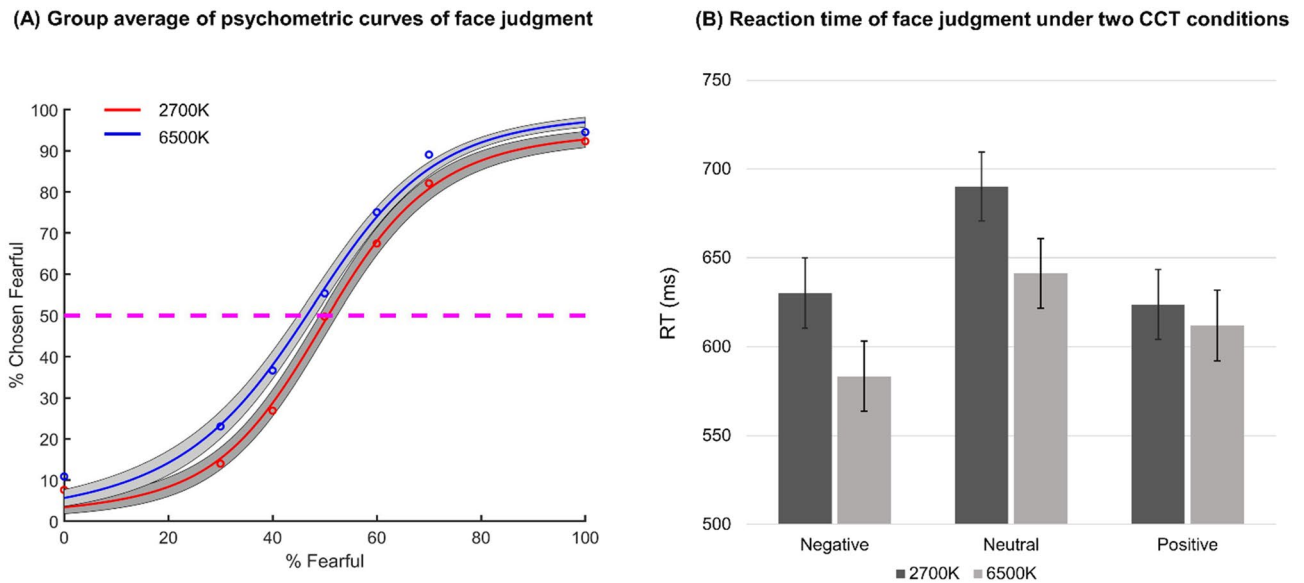 (A) Group average of psychometric curves of face judgment
2700K
6500K
100
90
80
70
60
50
40
30
20
10
0
% Chosen Fearful
0 20 40 60 80 100
% Fearful
(B) Reaction time of face judgment under two CCT conditions
750
700
650
600
550
500
RT (ms)
Negative Neutral Positive
2700K 6500K